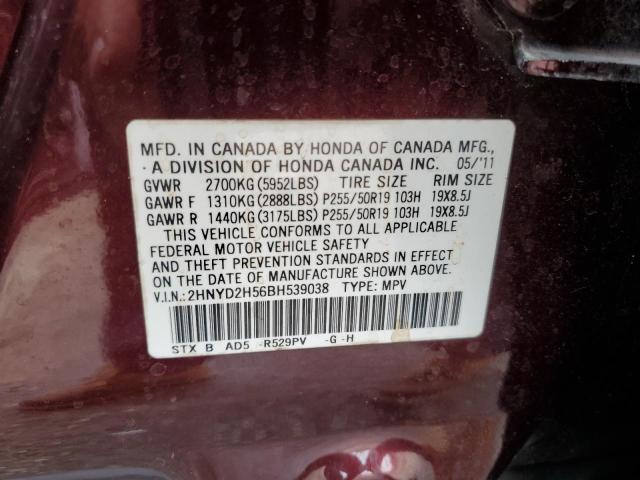 MFD. IN CANADA BY HONDA OF CANADA MFG.,
A DIVISION OF HONDA CANADA INC. 05/'11
GVWR 2700KG(5952LBS) TIRE SIZE RIM SIZE
GAWR F 1310KG(2888LBS) P255/50R19 103H 19X8.5J
GAWR R 1440KG(3175LBS) P255/50R19 103H 19X8.5J
THIS VEHICLE CONFORMS TO ALL APPLICABLE
FEDERAL MOTOR VEHICLE SAFETY
AND THEFT PREVENTION STANDARDS IN EFFECT
ON THE DATE OF MANUFACTURE SHOWN ABOVE.
V.I.N.: 2HNYD2H56BH539038 TYPE: MPV
STX B AD5 -R529PV -G -H